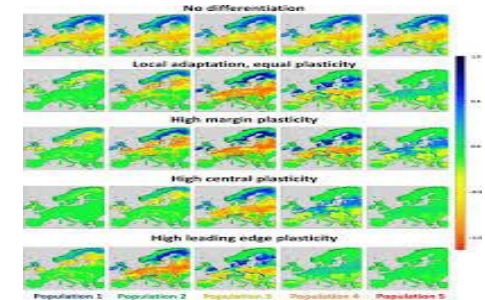 No differentiation
Local adaptation, equal plasticity
High margin plasticity
High central plasticity
High leading edge plasticity
Population 1 Population 2 Population 3 Population 4 Population 5